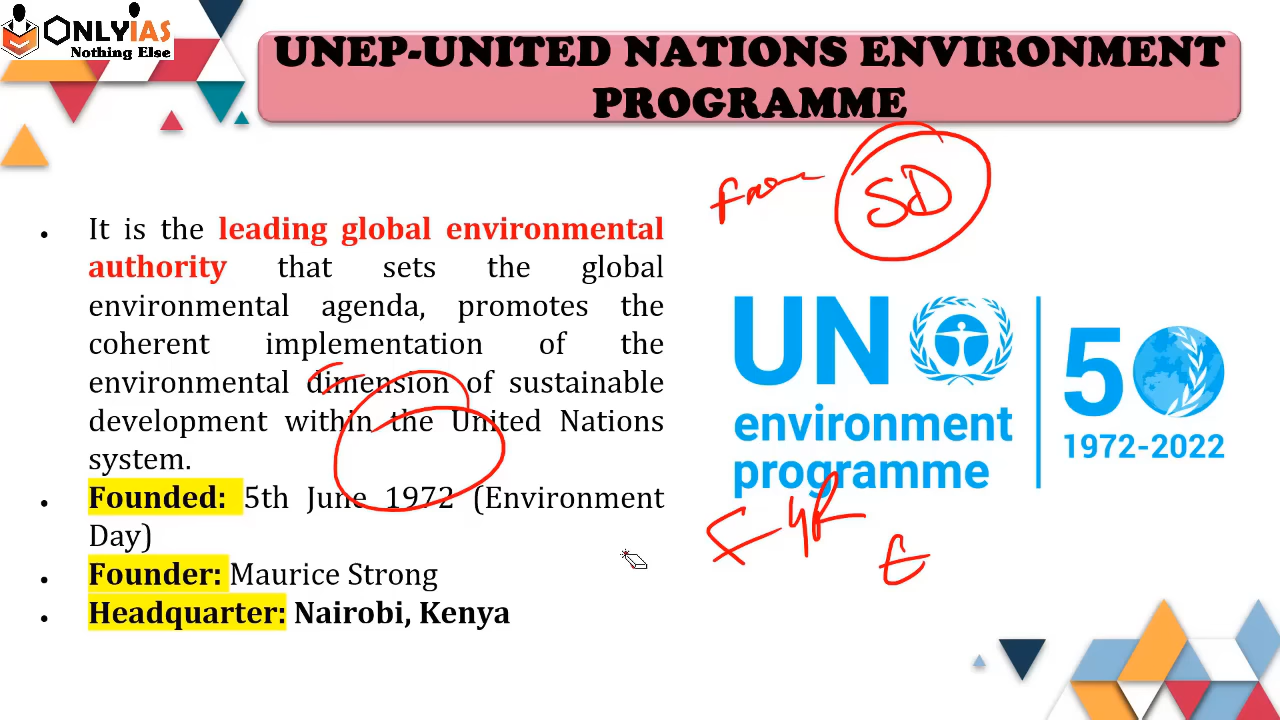 ONLYIAS
Nothing Else
UNEP-UNITED NATIONS ENVIRONMENT
PROGRAMME
SD
• It is the leading global environmental
authority that sets the global
environmental agenda, promotes the
coherent implementation of the
environmental dimension of sustainable
development within the United Nations
system.
• Founded: 5th June 1972 (Environment
Day)
• Founder: Maurice Strong
• Headquarter: Nairobi, Kenya
UN
environment
programme
50
1972-2022